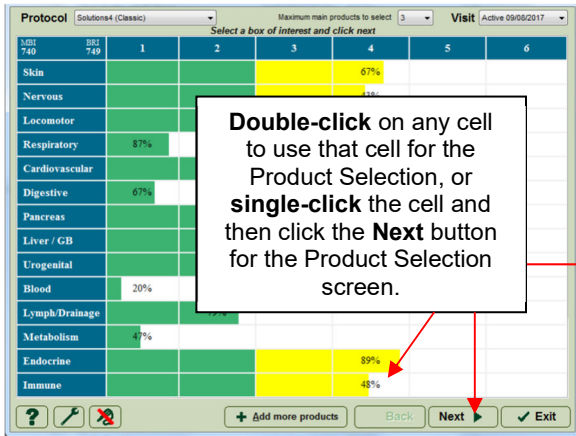 Protocol Solutions4 (Classic) Maximum main products to select 3 Visit Active 09/08/2017
Select a box of interest and click next
MBI 740 BRI 749 1 2 3 4 5 6
Skin 67%
Nervous
Locomotor
Respiratory 87%
Cardiovascular
Digestive 67%
Pancreas
Liver / GB
Urogenital
Blood 20%
Lymph/Drainage
Metabolism 47%
Endocrine 89%
Immune 48%
Double-click on any cell
to use that cell for the
Product Selection, or
single-click the cell and
then click the Next button
for the Product Selection
screen.
? + Add more products Back Next Exit